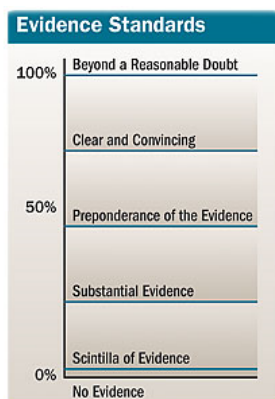 Evidence Standards
100%
Beyond a Reasonable Doubt
Clear and Convincing
50%
Preponderance of the Evidence
Substantial Evidence
Scintilla of Evidence
0%
No Evidence